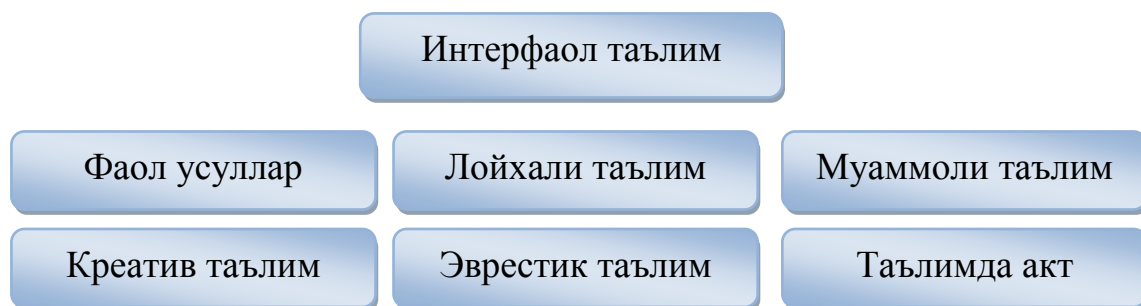 Интерфаол таълим
Фаол усуллар
Лойхали таълим
Муаммоли таълим
Креатив таълим
Эврестик таълим
Таълимда акт